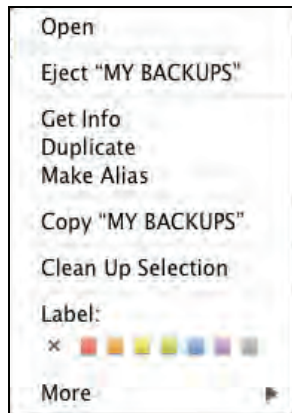 Open
Eject “MY BACKUPS”
Get Info
Duplicate
Make Alias
Copy “MY BACKUPS”
Clean Up Selection
Label:
×
More